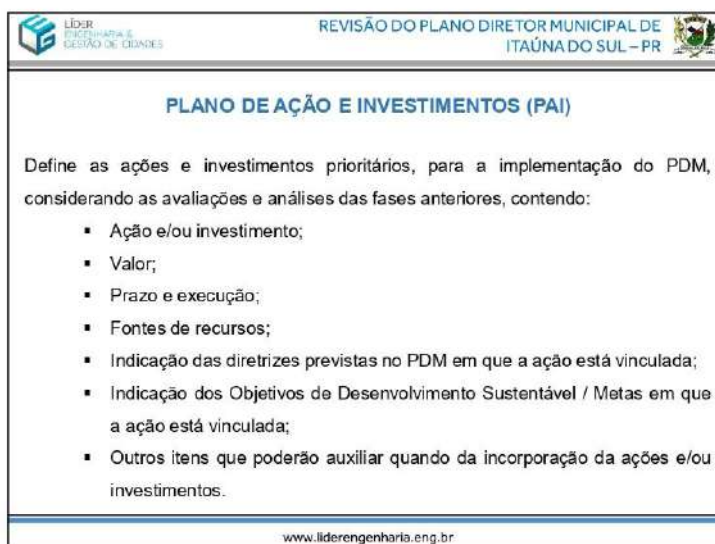 LÍDER
ENGENHARIA &
GESTÃO DE CIDADES
REVISÃO DO PLANO DIRETOR MUNICIPAL DE
ITAÚNA DO SUL – PR
PLANO DE AÇÃO E INVESTIMENTOS (PAI)
Define as ações e investimentos prioritários, para a implementação do PDM,
considerando as avaliações e análises das fases anteriores, contendo:
▪ Ação e/ou investimento;
▪ Valor;
▪ Prazo e execução;
▪ Fontes de recursos;
▪ Indicação das diretrizes previstas no PDM em que a ação está vinculada;
▪ Indicação dos Objetivos de Desenvolvimento Sustentável / Metas em que
a ação está vinculada;
▪ Outros itens que poderão auxiliar quando da incorporação da ações e/ou
investimentos.
www.liderengenharia.eng.br